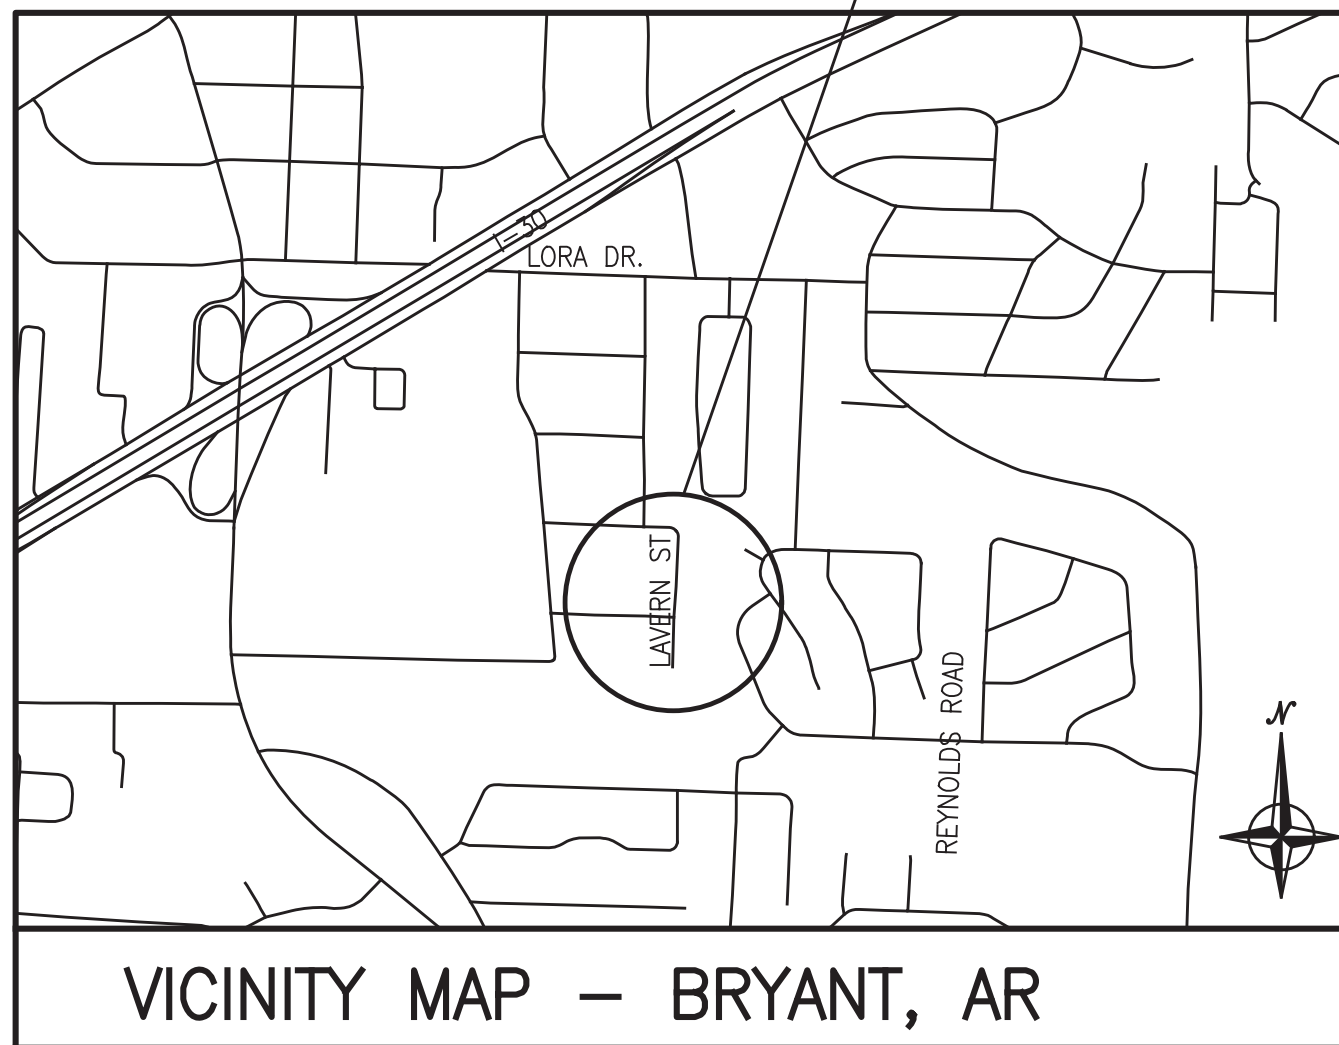 I-30
LORA DR.
LAVERN ST
REYNOLDS ROAD
N
VICINITY MAP - BRYANT, AR